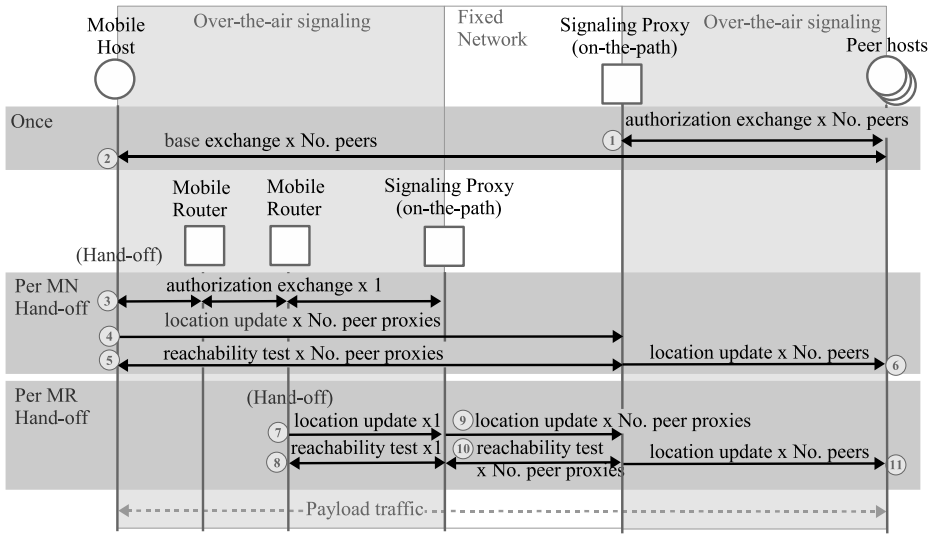 Over-the-air signaling
Fixed
Network
Signaling Proxy
(on-the-path)
Over-the-air signaling
Mobile
Host
Peer hosts
Once
authorization exchange x No. peers
1
base exchange x No. peers
2
Mobile
Router
Mobile
Router
Signaling Proxy
(on-the-path)
(Hand-off)
Per MN
Hand-off
authorization exchange x 1
3
location update x No. peer proxies
4
reachability test x No. peer proxies
5
location update x No. peers
6
Per MR
Hand-off
(Hand-off)
location update x1
7
9
location update x No. peer proxies
reachability test x1
8
10
reachability test
x No. peer proxies
location update x No. peers
11
Payload traffic